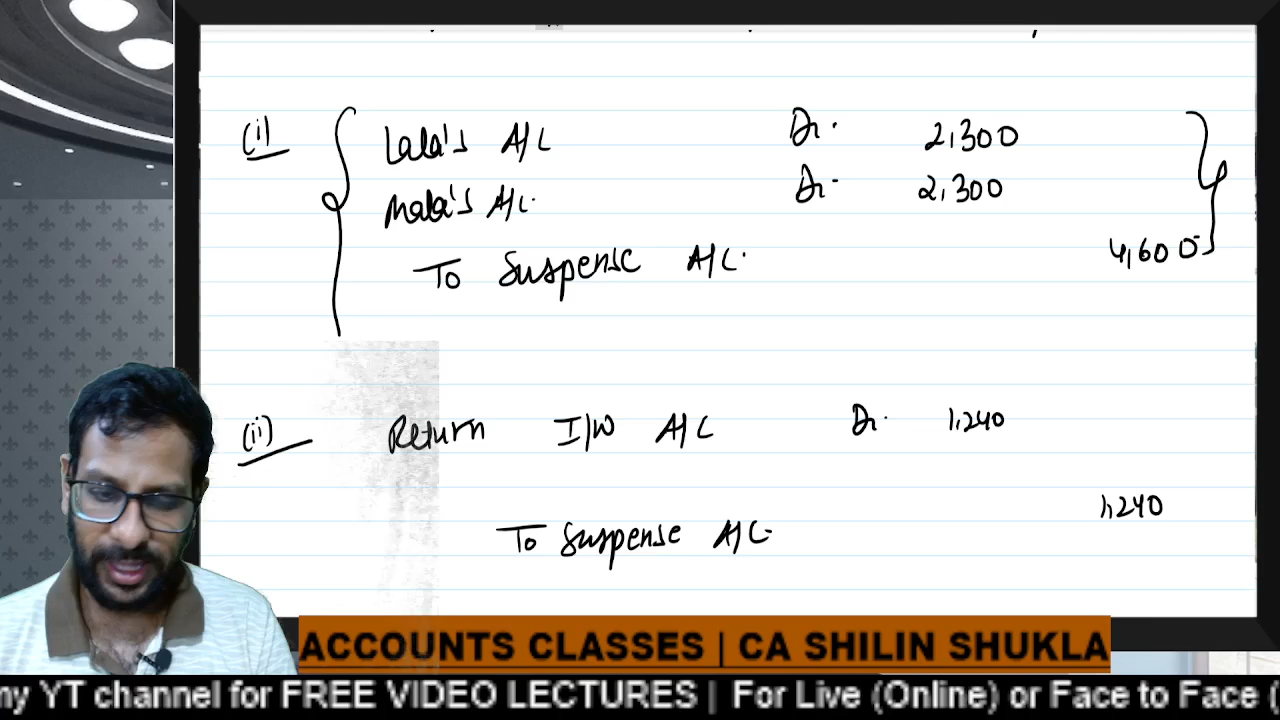 (i) Lala's A/C Dr. 2,300
Mala's A/C. Dr. 2,300
To Suspense A/C. 4,600
(ii) Return I/W A/C Dr. 1,240
To Suspense A/C. 1,240
ACCOUNTS CLASSES | CA SHILIN SHUKLA
my YT channel for FREE VIDEO LECTURES | For Live (Online) or Face to Face (